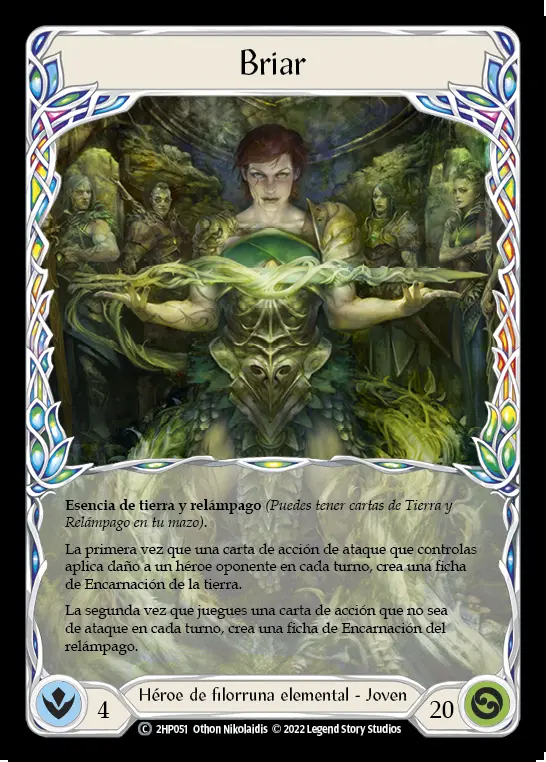 Briar
Esencia de tierra y relámpago (Puedes tener cartas de Tierra y
Relámpago en tu mazo).
La primera vez que una carta de acción de ataque que controlas
aplica daño a un héroe oponente en cada turno, crea una ficha
de Encarnación de la tierra.
La segunda vez que juegues una carta de acción que no sea
de ataque en cada turno, crea una ficha de Encarnación del
relámpago.
4
Héroe de filorruna elemental - Joven
20
C 2HP051 Othon Nikolaidis © 2022 Legend Story Studios